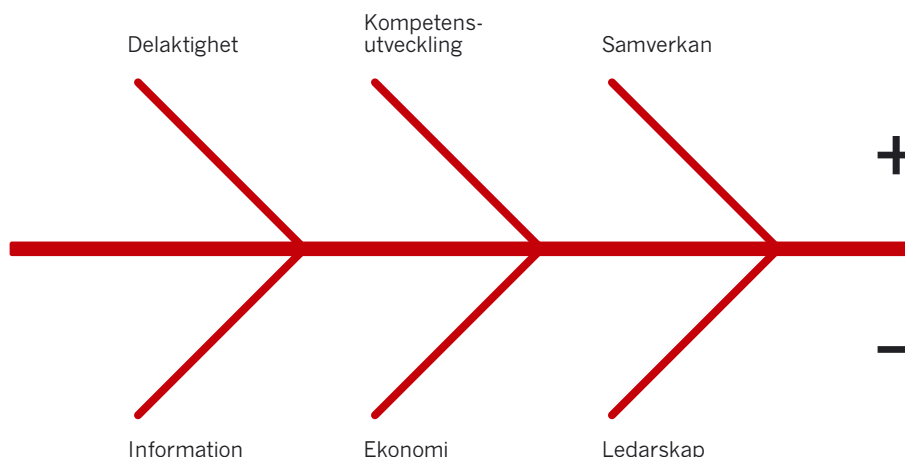 Delaktighet
Kompetens-
utveckling
Samverkan
+
–
Information
Ekonomi
Ledarskap